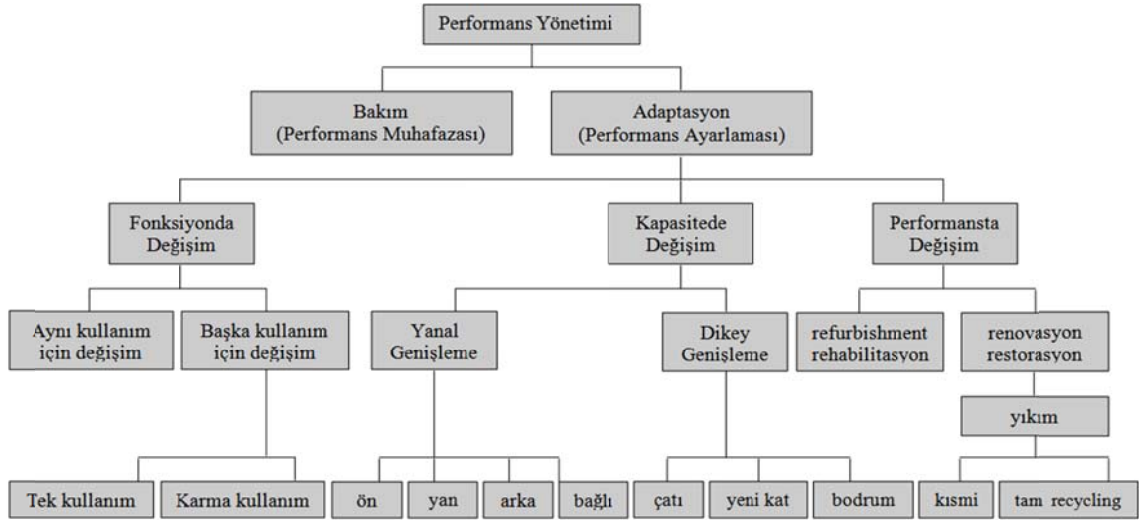 Performans Yönetimi
Bakım
(Performans Muhafazası)
Adaptasyon
(Performans Ayarlaması)
Fonksiyonda
Değişim
Kapasitede
Değişim
Performansta
Değişim
Aynı kullanım
için değişim
Başka kullanım
için değişim
Yanal
Genişleme
Dikey
Genişleme
refurbishment
rehabilitasyon
renovasyon
restorasyon
yıkım
Tek kullanım
Karma kullanım
ön
yan
arka
bağlı
çatı
yeni kat
bodrum
kısmi
tam recycling